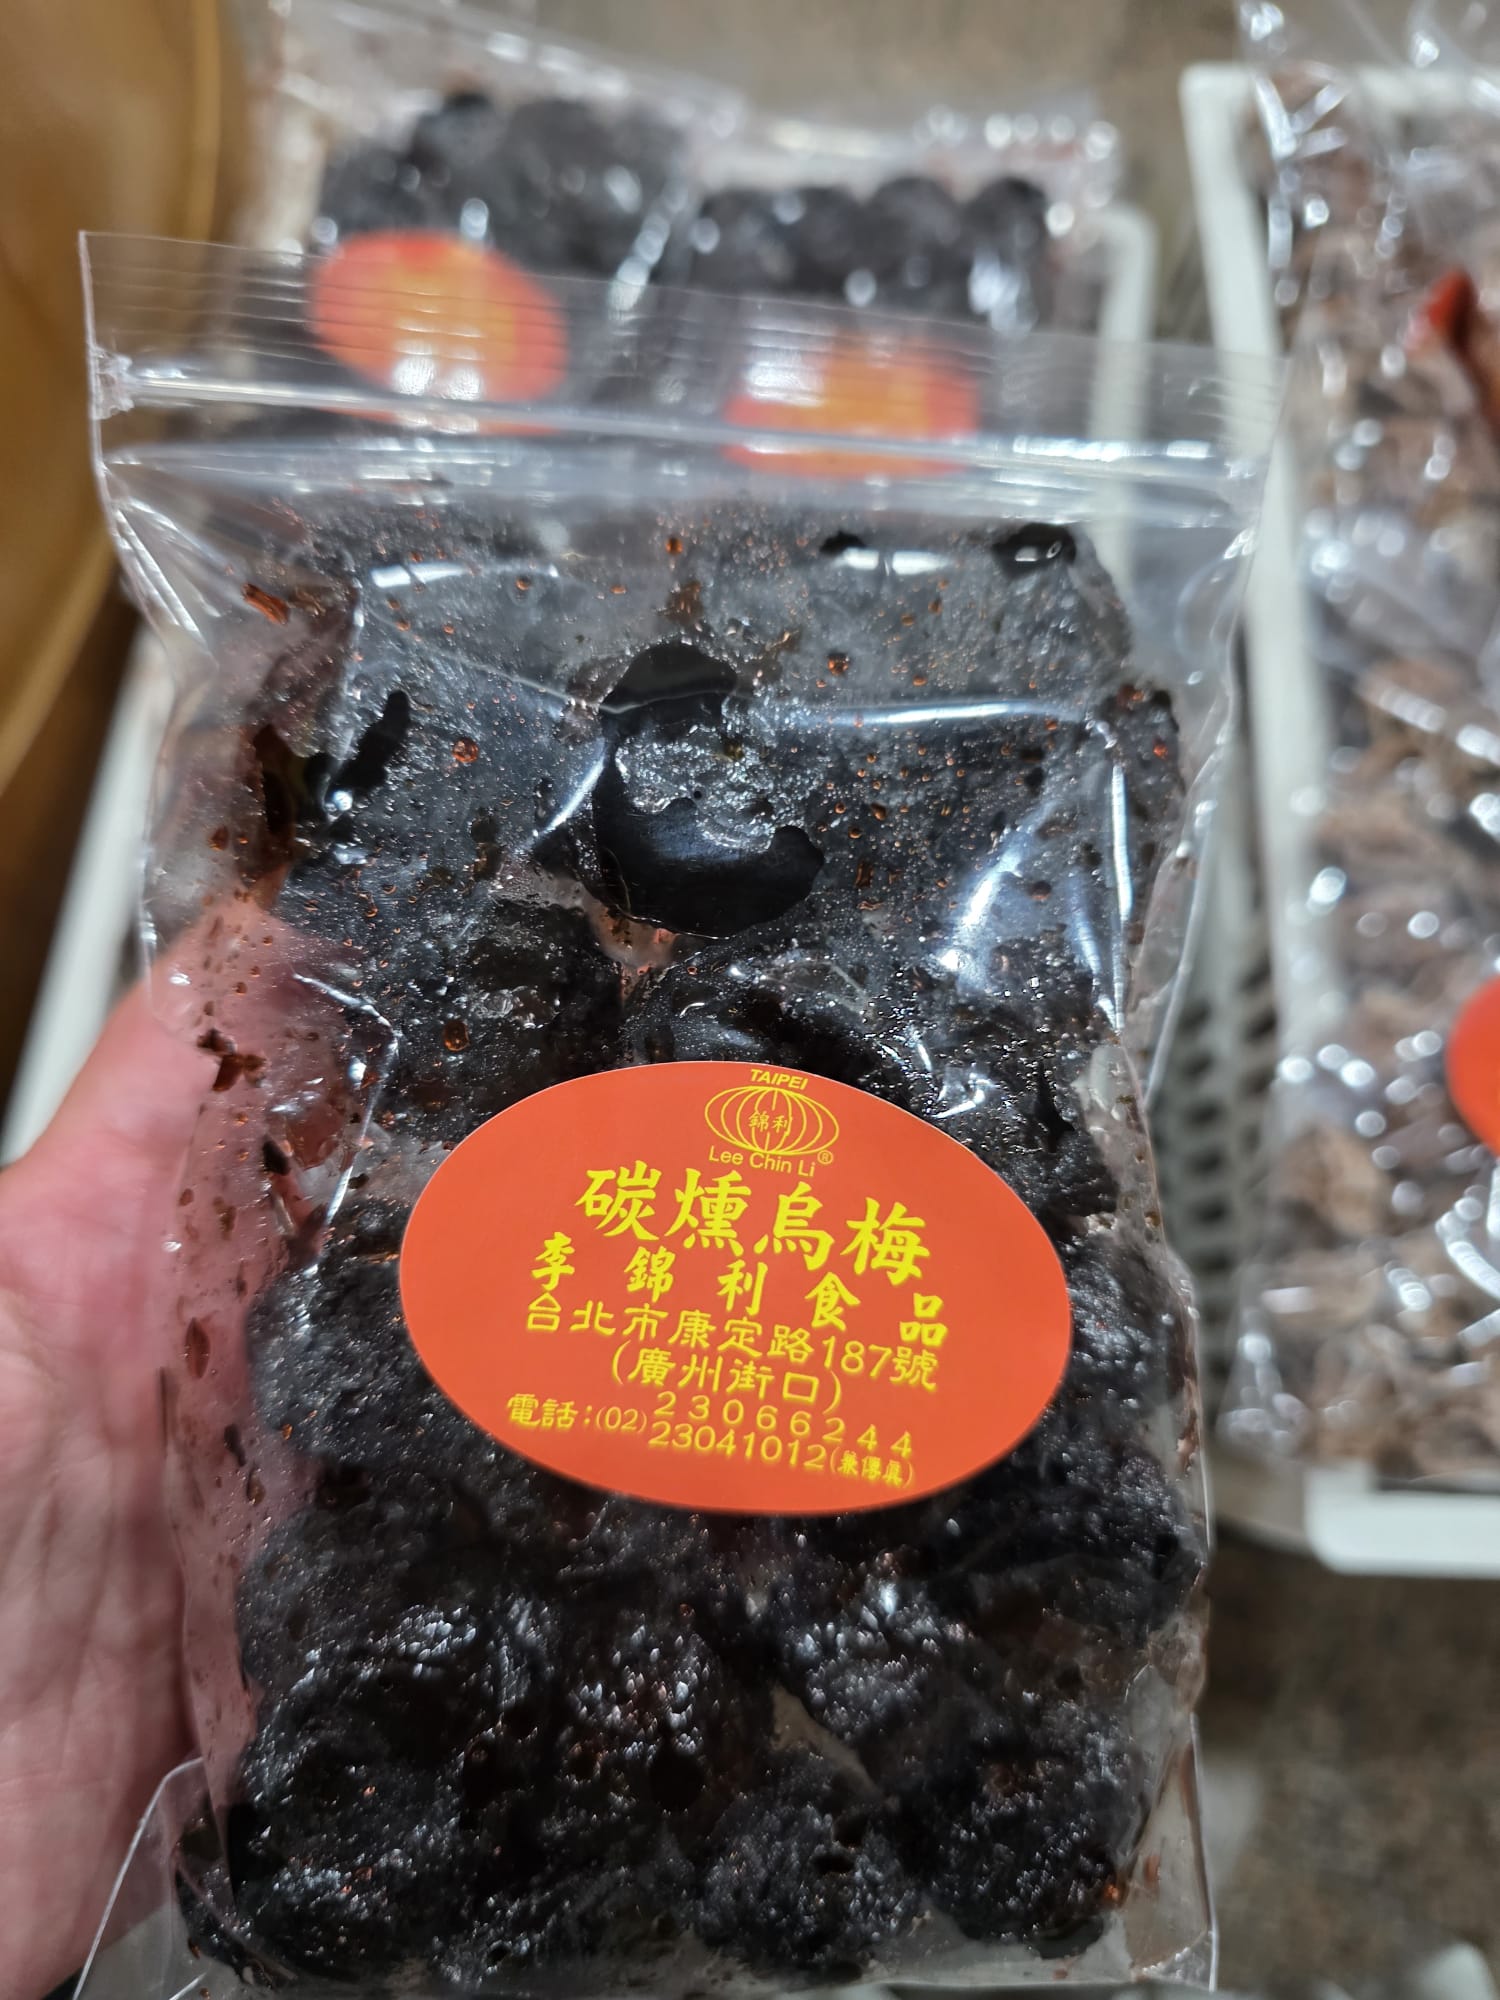 TAIPEI
錦利
Lee Chin Li®
碳燻烏梅
李錦利食品
台北市康定路187號
(廣州街口)
電話:(02)23066244
23041012(兼傳真)